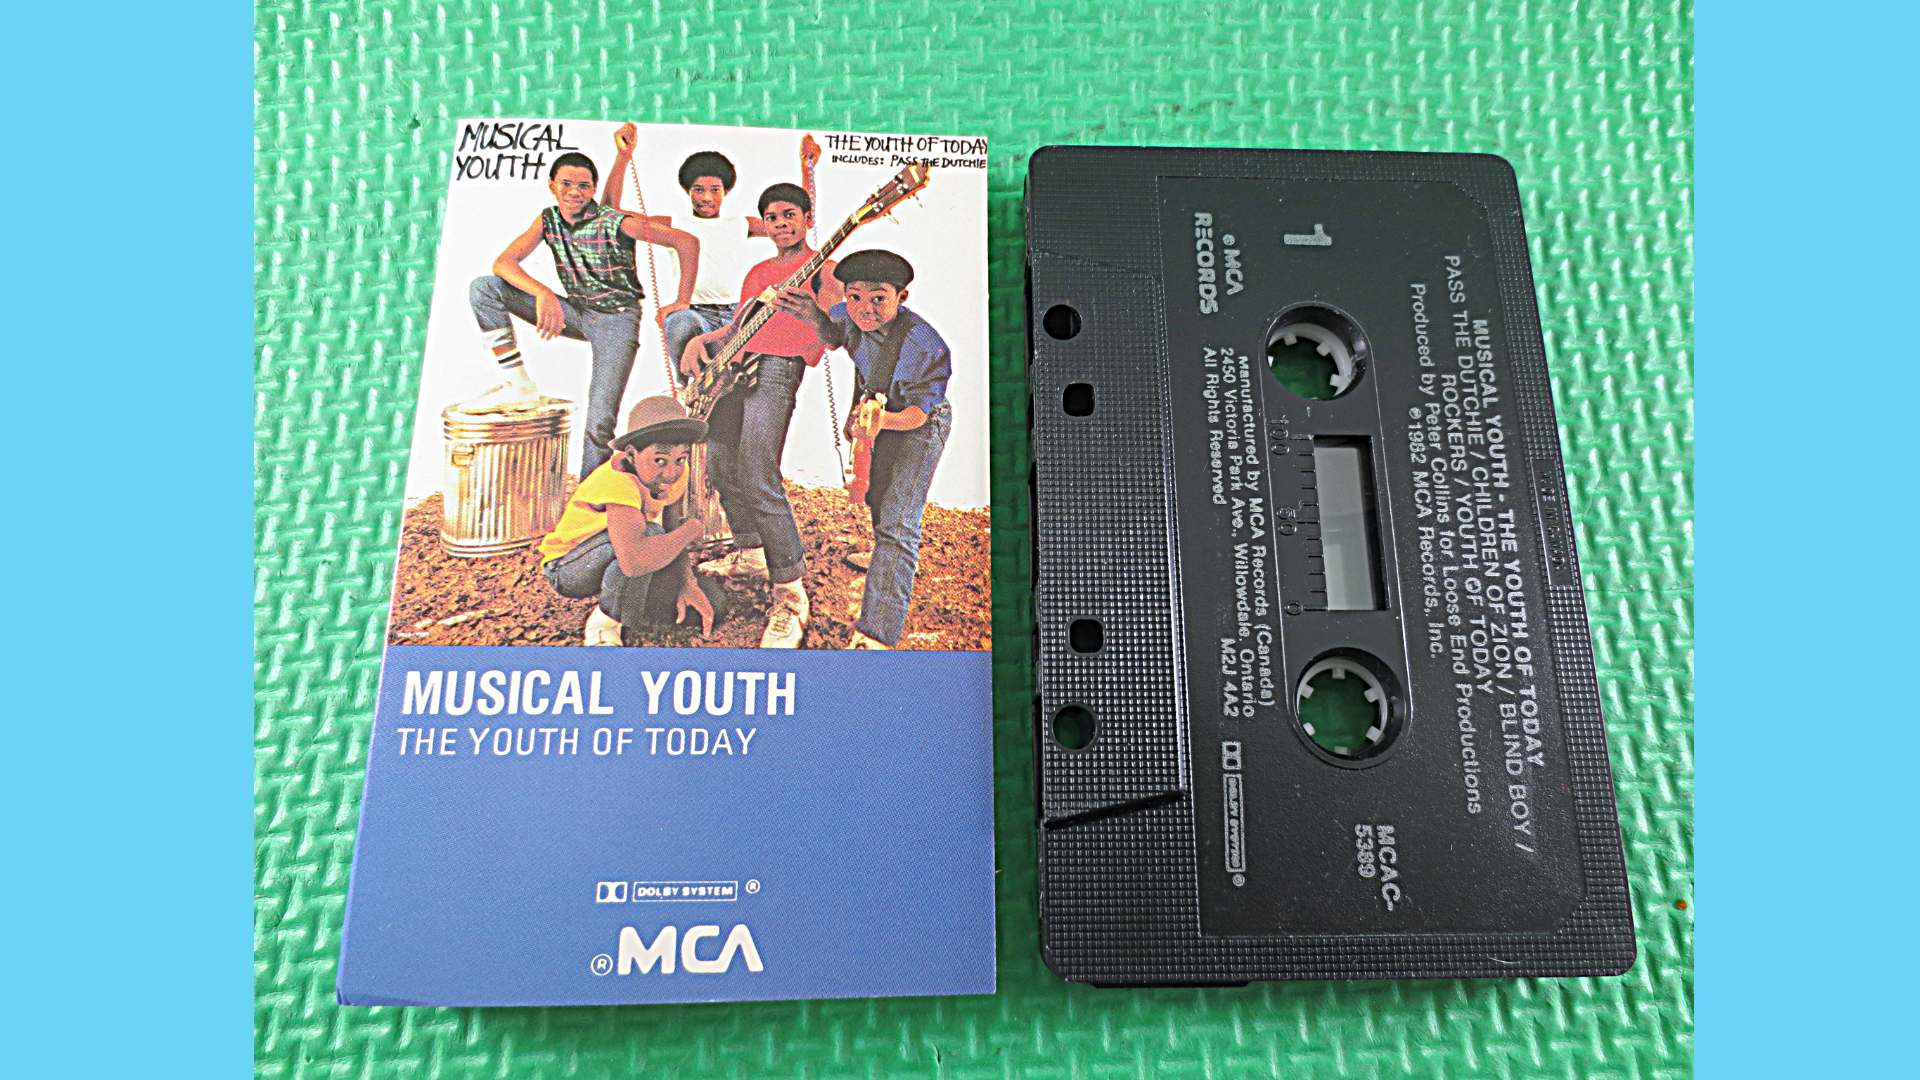 MUSICAL
YOUTH
THE YOUTH OF TODAY
INCLUDES: PASS THE DUTCHIE
MUSICAL YOUTH
THE YOUTH OF TODAY
DOLBY SYSTEM ®
® MCA
1
MUSICAL YOUTH - THE YOUTH OF TODAY
PASS THE DUTCHIE / CHILDREN OF ZION / BLIND BOY /
ROCKERS / YOUTH OF TODAY
Produced by Peter Collins for Loose End Productions
℗1982 MCA Records, Inc.
MCAC-
5389
100 50 0
Manufactured by MCA Records (Canada)
2450 Victoria Park Ave., Willowdale, Ontario
All Rights Reserved M2J 4A2
® MCA
RECORDS
DOLBY SYSTEM ®